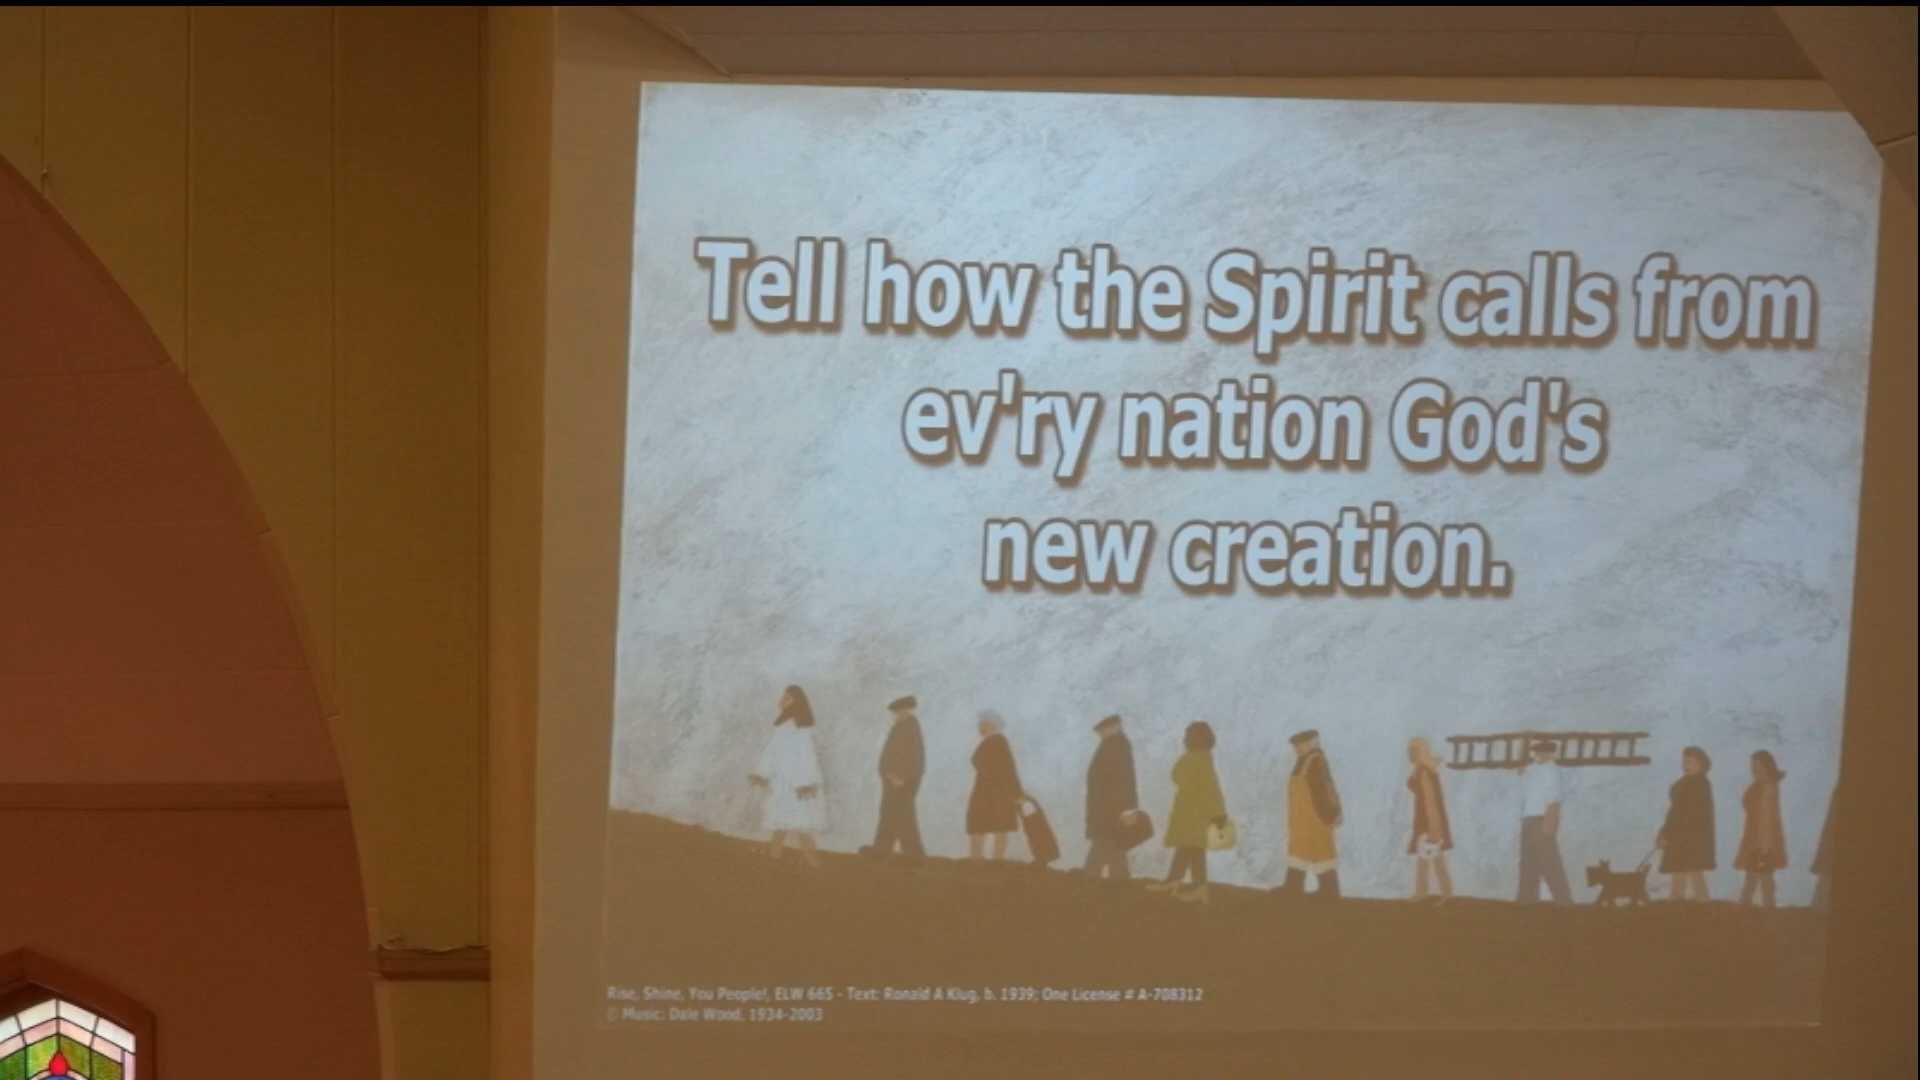 Tell how the Spirit calls from
ev'ry nation God's
new creation.
Rise, Shine, You People!, ELW 665 - Text: Ronald A Klug, b. 1939; One License # A-708312
© Music: Dale Wood, 1934-2003